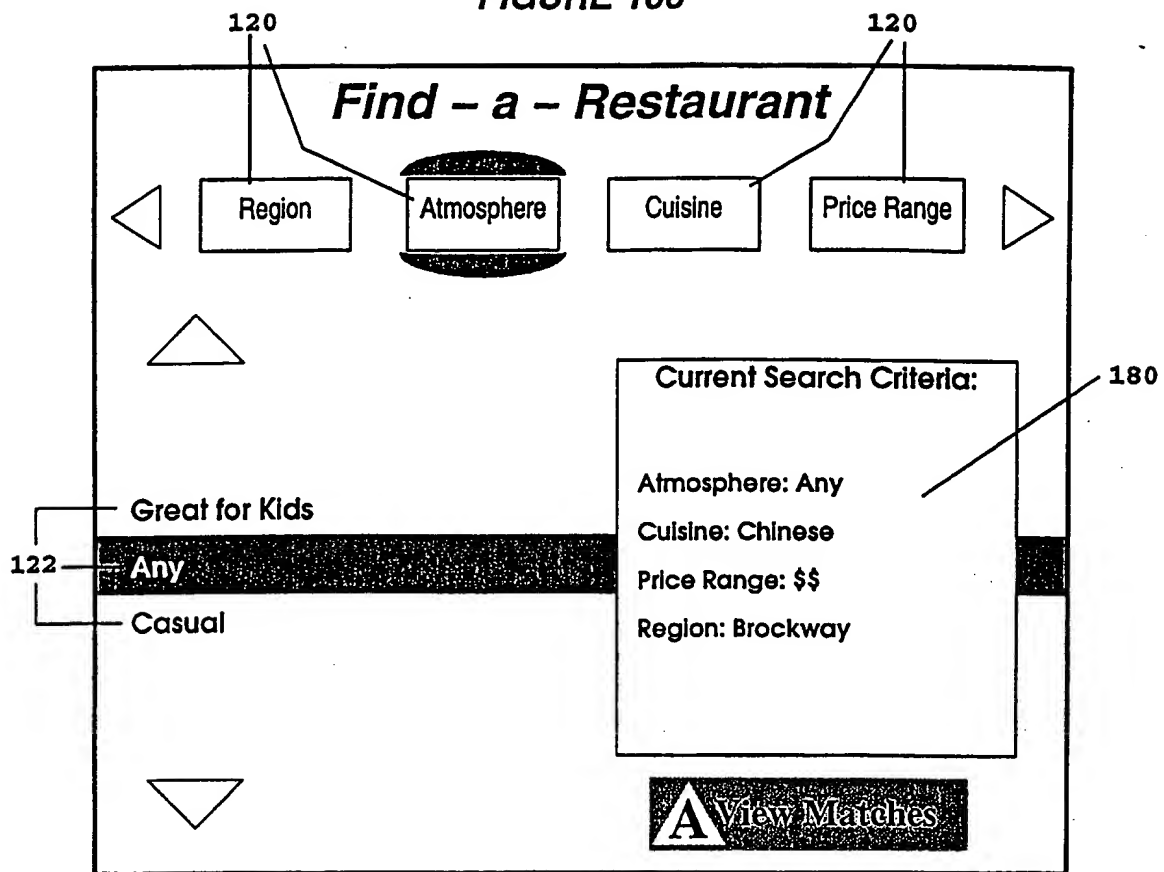 120 120
Find – a – Restaurant
Region Atmosphere Cuisine Price Range
Current Search Criteria:
180
Atmosphere: Any
Great for Kids
Cuisine: Chinese
122 Any
Price Range: $$
Casual
Region: Brockway
A View Matches